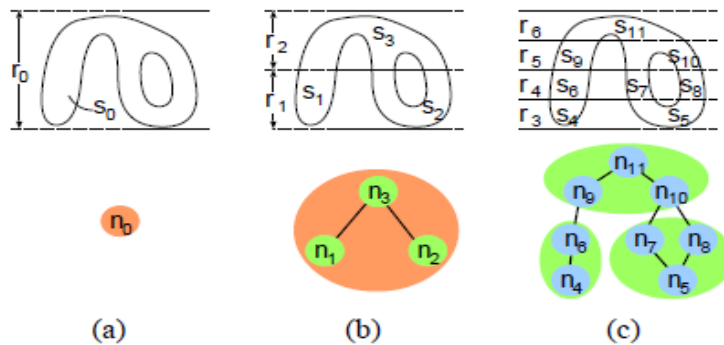 r0 s0
r2 r1 s3 s1 s2
r6 s11
r5 s9 s10
r4 s6 s7 s8
r3 s4 s5
n0
n3
n1 n2
n11
n9 n10
n6 n7 n8
n4 n5
(a) (b) (c)